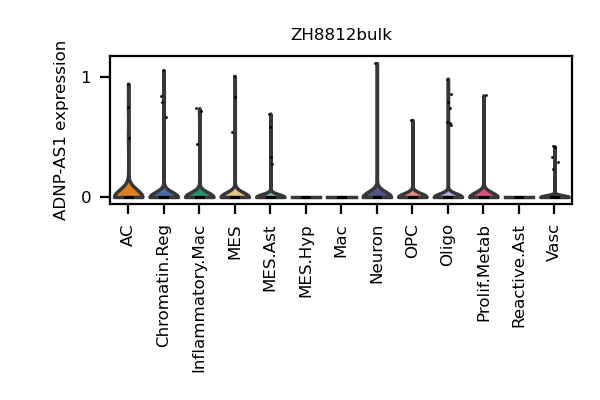 ZH8812bulk
ADNP-AS1 expression
1
0
AC
Chromatin.Reg
Inflammatory.Mac
MES
MES.Ast
MES.Hyp
Mac
Neuron
OPC
Oligo
Prolif.Metab
Reactive.Ast
Vasc